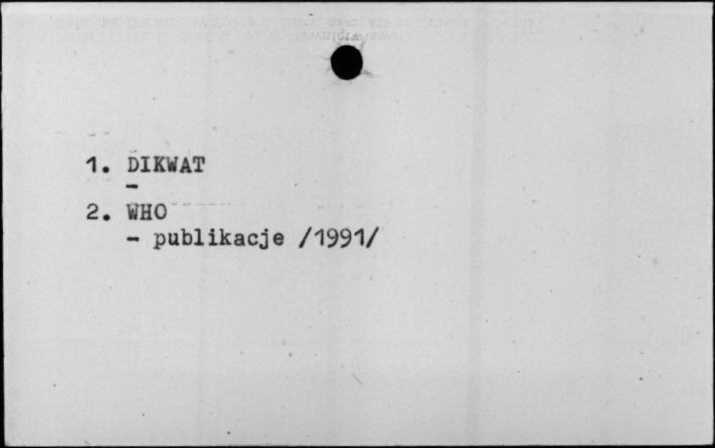 1. DIKWAT
-
2. WHO
- publikacje /1991/